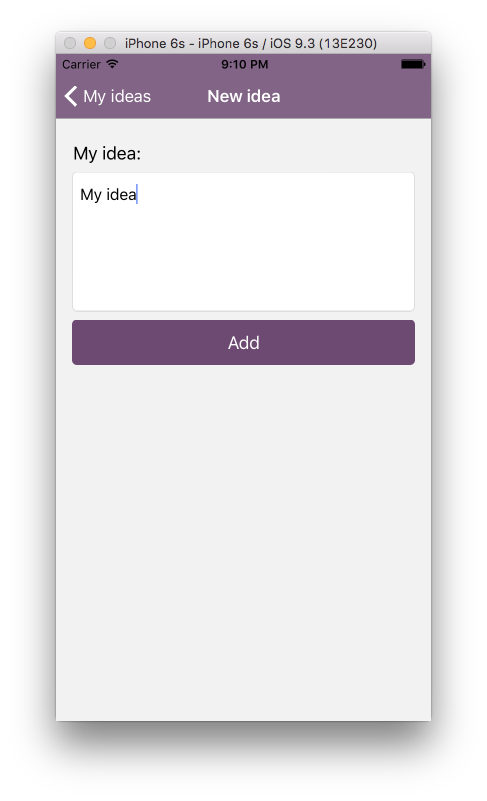 iPhone 6s - iPhone 6s / iOS 9.3 (13E230)
Carrier 9:10 PM
My ideas New idea
My idea:
My idea
Add